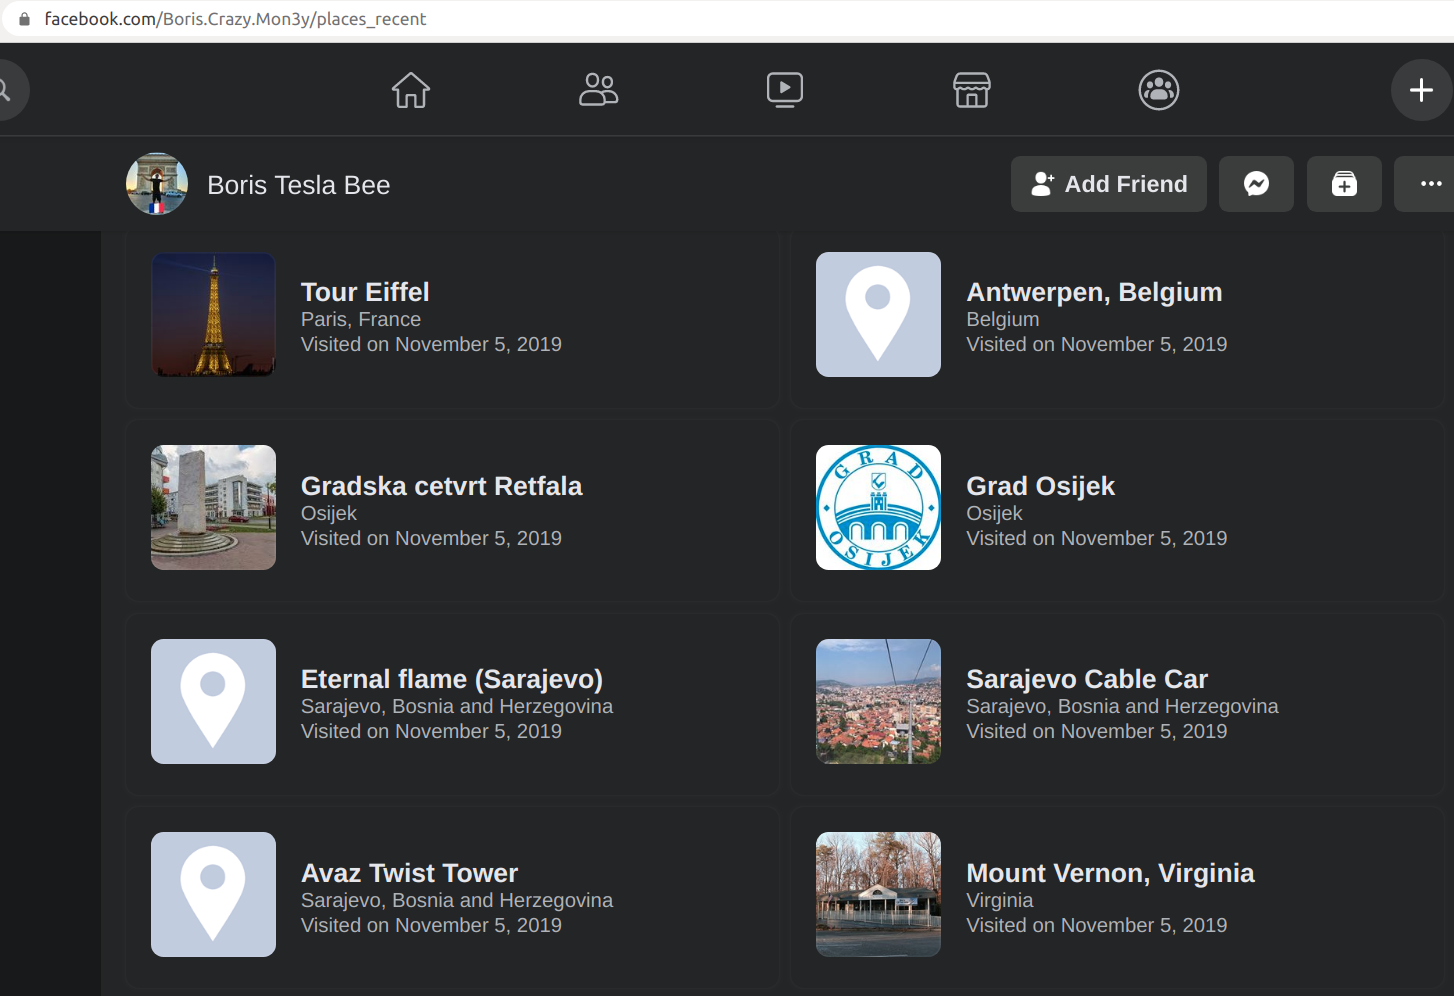 facebook.com/Boris.Crazy.Mon3y/places_recent
Boris Tesla Bee
Add Friend
Tour Eiffel
Paris, France
Visited on November 5, 2019
Antwerpen, Belgium
Belgium
Visited on November 5, 2019
Gradska cetvrt Retfala
Osijek
Visited on November 5, 2019
GRAD
OSIJEK
Grad Osijek
Osijek
Visited on November 5, 2019
Eternal flame (Sarajevo)
Sarajevo, Bosnia and Herzegovina
Visited on November 5, 2019
Sarajevo Cable Car
Sarajevo, Bosnia and Herzegovina
Visited on November 5, 2019
Avaz Twist Tower
Sarajevo, Bosnia and Herzegovina
Visited on November 5, 2019
Mount Vernon, Virginia
Virginia
Visited on November 5, 2019